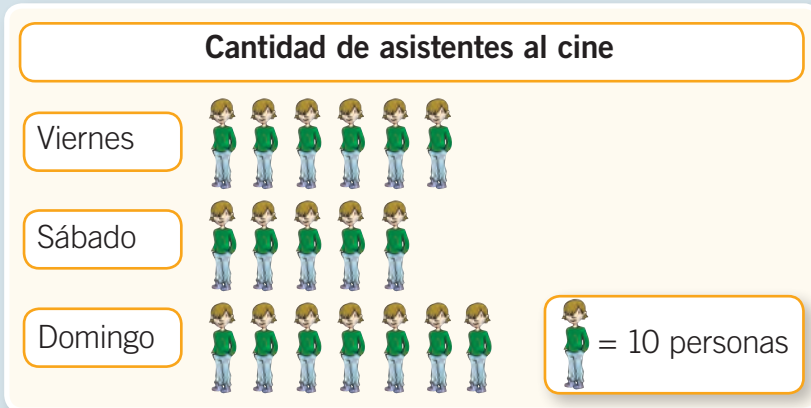 Cantidad de asistentes al cine
Viernes
Sábado
Domingo
= 10 personas